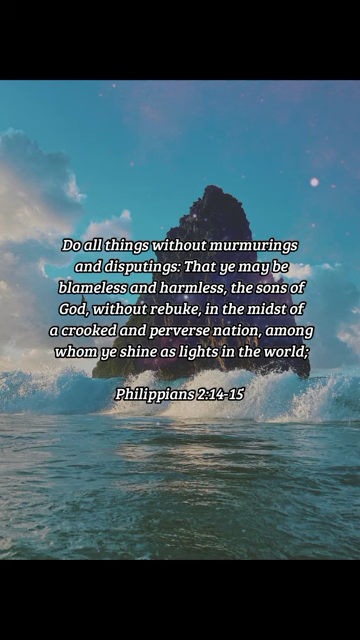 Do all things without murmurings
and disputings: That ye may be
blameless and harmless, the sons of
God, without rebuke, in the midst of
a crooked and perverse nation, among
whom ye shine as lights in the world;
Philippians 2:14-15